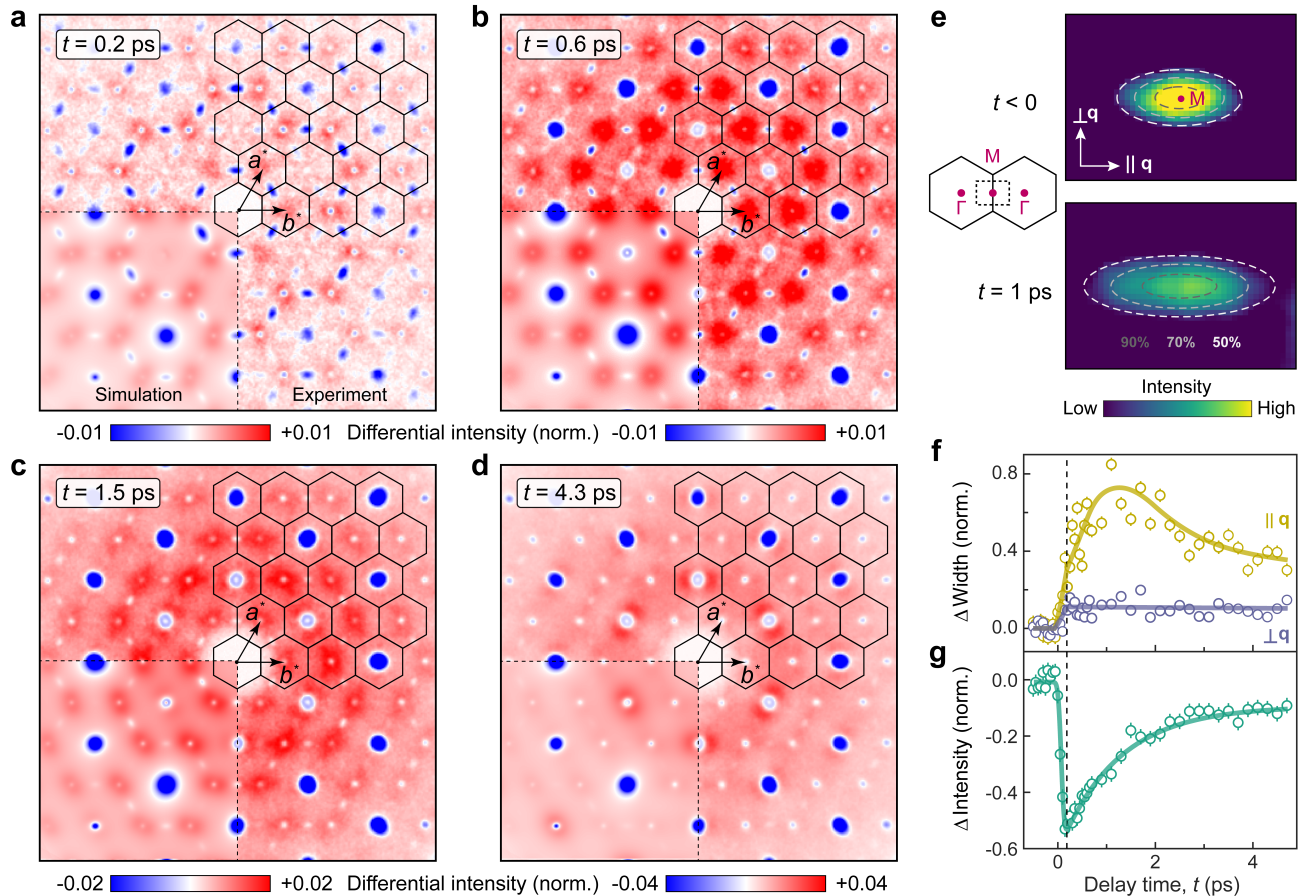 a
t = 0.2 ps
a*
b*
Simulation
Experiment
b
t = 0.6 ps
a*
b*
-0.01
+0.01
Differential intensity (norm.)
-0.01
+0.01
c
t = 1.5 ps
a*
b*
d
t = 4.3 ps
a*
b*
-0.02
+0.02
Differential intensity (norm.)
-0.04
+0.04
e
t < 0
M
⊥q
|| q
M
Γ
Γ
t = 1 ps
90% 70% 50%
Intensity
Low
High
f
Δ Width (norm.)
0.8
0.4
0.0
|| q
⊥q
g
Δ Intensity (norm.)
0.0
-0.2
-0.4
-0.6
0
2
4
Delay time, t (ps)